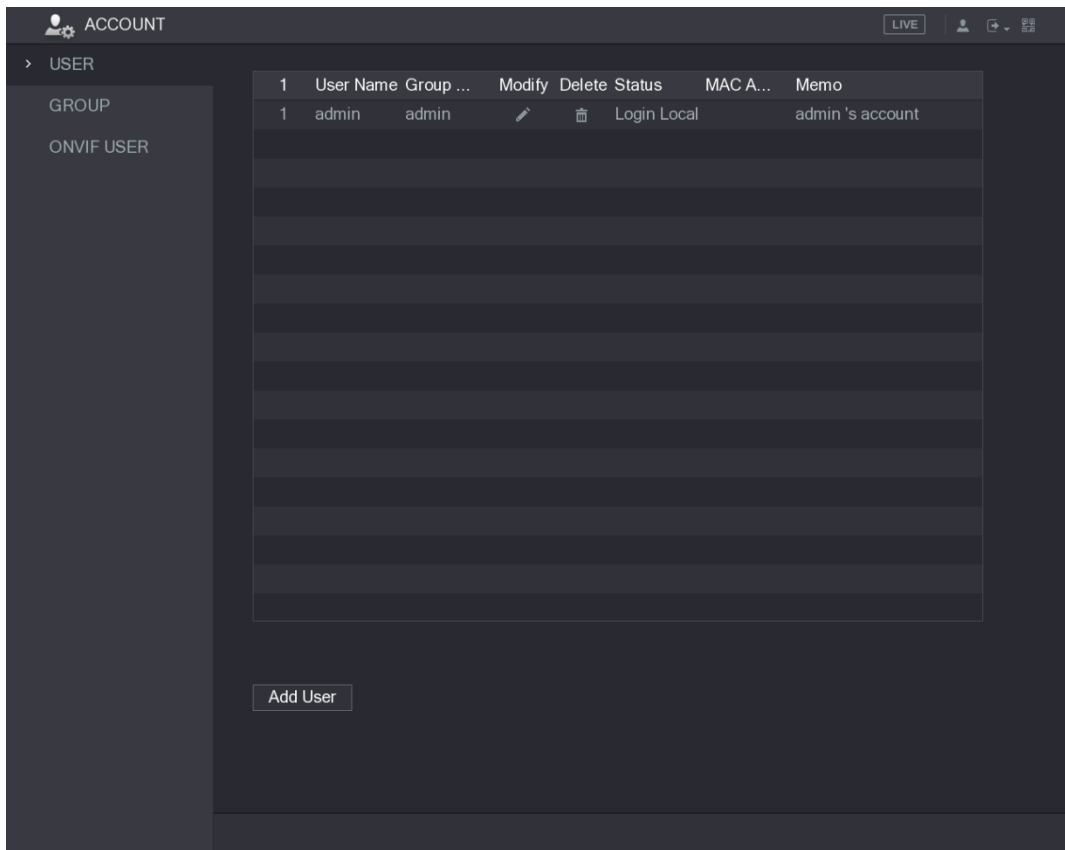 ACCOUNT LIVE
USER
GROUP
ONVIF USER
1 User Name Group ... Modify Delete Status MAC A... Memo
1 admin admin Login Local admin 's account
Add User